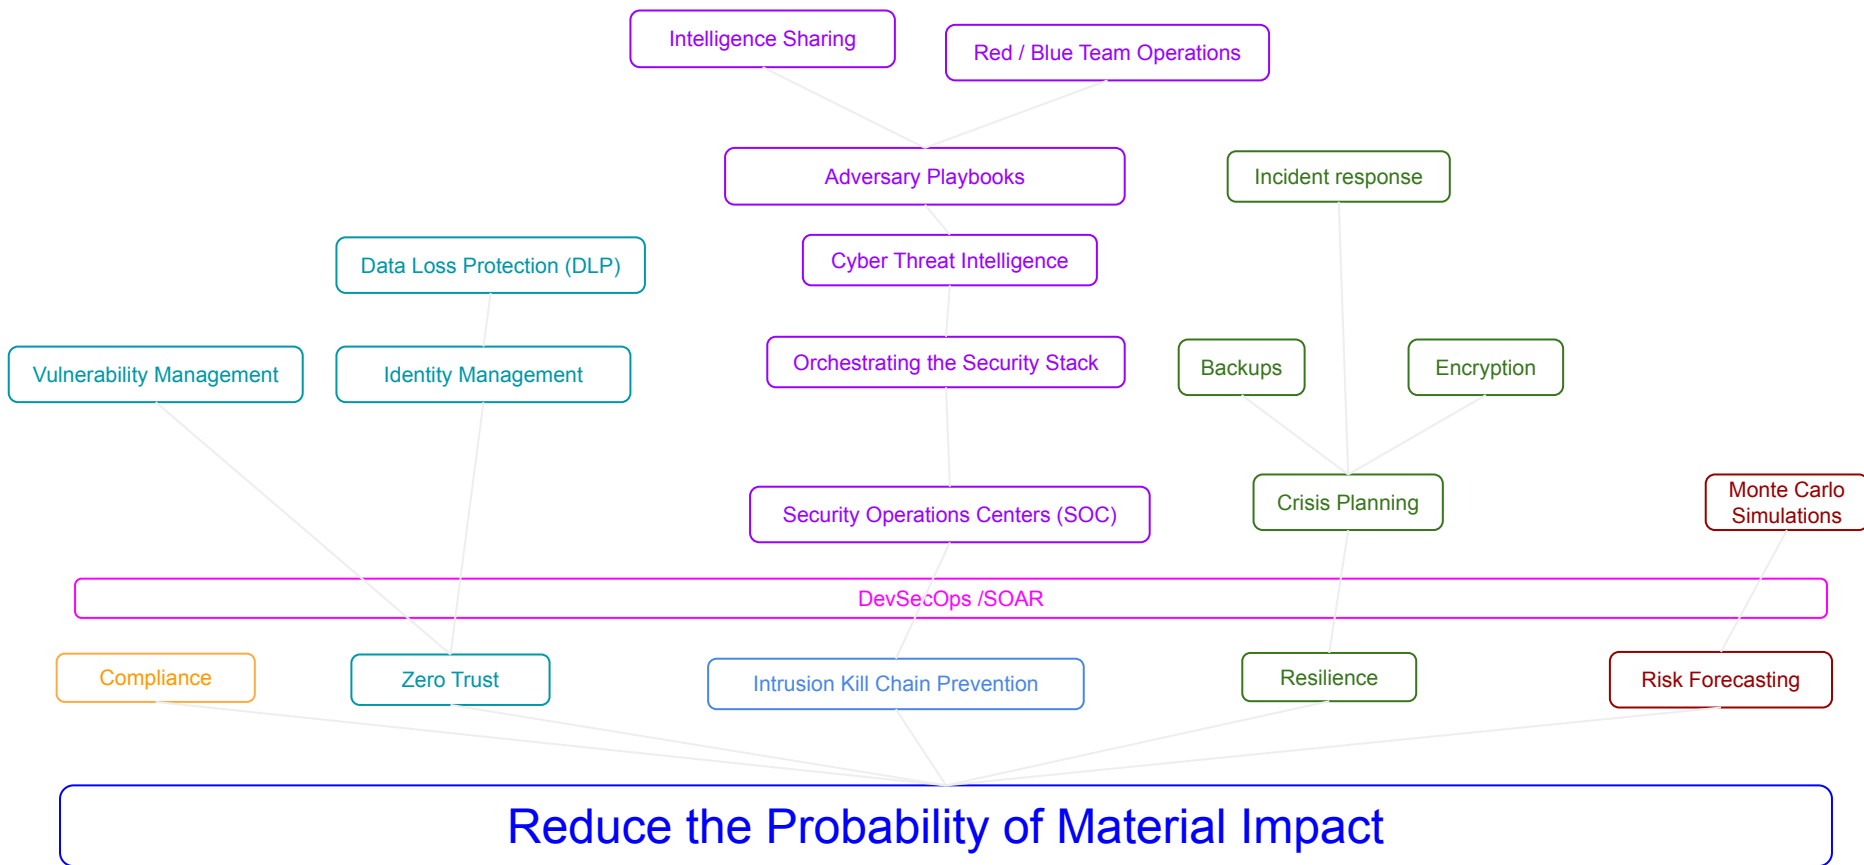 Intelligence Sharing
Red / Blue Team Operations
Adversary Playbooks
Incident response
Data Loss Protection (DLP)
Cyber Threat Intelligence
Vulnerability Management
Identity Management
Orchestrating the Security Stack
Backups
Encryption
Security Operations Centers (SOC)
Crisis Planning
Monte Carlo
Simulations
DevSecOps /SOAR
Compliance
Zero Trust
Intrusion Kill Chain Prevention
Resilience
Risk Forecasting
Reduce the Probability of Material Impact